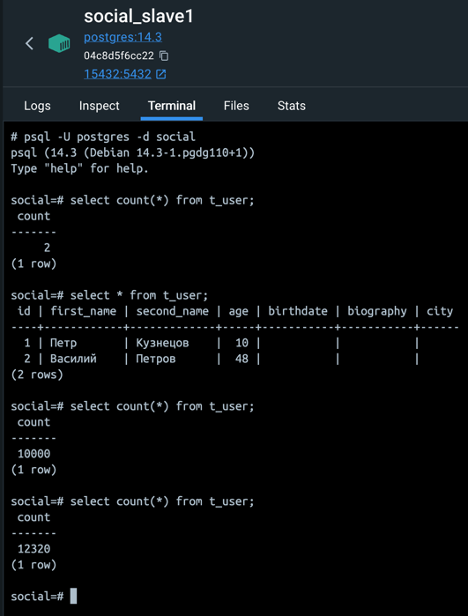 social_slave1
postgres:14.3
04c8d5f6cc22
15432:5432
Logs Inspect Terminal Files Stats
# psql -U postgres -d social
psql (14.3 (Debian 14.3-1.pgdg110+1))
Type "help" for help.
social=# select count(*) from t_user;
count
-------
2
(1 row)
social=# select * from t_user;
id | first_name | second_name | age | birthdate | biography | city
----+------------+-------------+-----+-----------+-----------+------
1 | Петр | Кузнецов | 10 | | |
2 | Василий | Петров | 48 | | |
(2 rows)
social=# select count(*) from t_user;
count
-------
10000
(1 row)
social=# select count(*) from t_user;
count
-------
12320
(1 row)
social=#